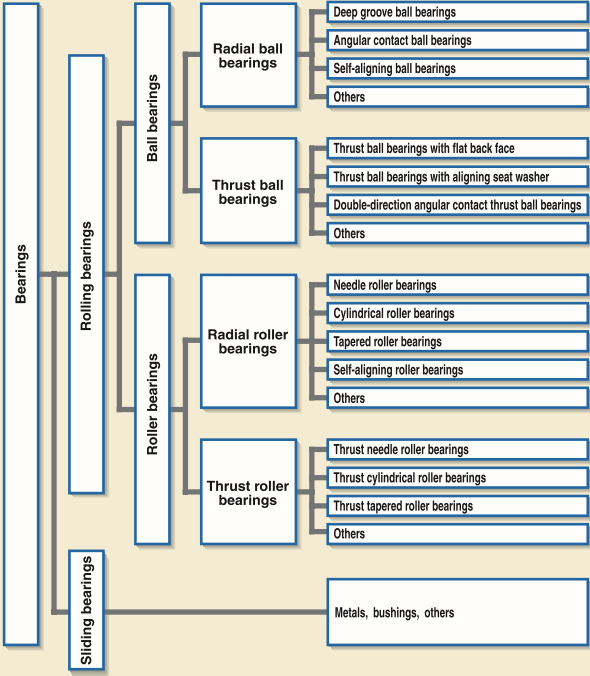 Bearings
Rolling bearings
Ball bearings
Radial ball
bearings
Deep groove ball bearings
Angular contact ball bearings
Self-aligning ball bearings
Others
Thrust ball
bearings
Thrust ball bearings with flat back face
Thrust ball bearings with aligning seat washer
Double-direction angular contact thrust ball bearings
Others
Roller bearings
Radial roller
bearings
Needle roller bearings
Cylindrical roller bearings
Tapered roller bearings
Self-aligning roller bearings
Others
Thrust roller
bearings
Thrust needle roller bearings
Thrust cylindrical roller bearings
Thrust tapered roller bearings
Others
Sliding bearings
Metals, bushings, others